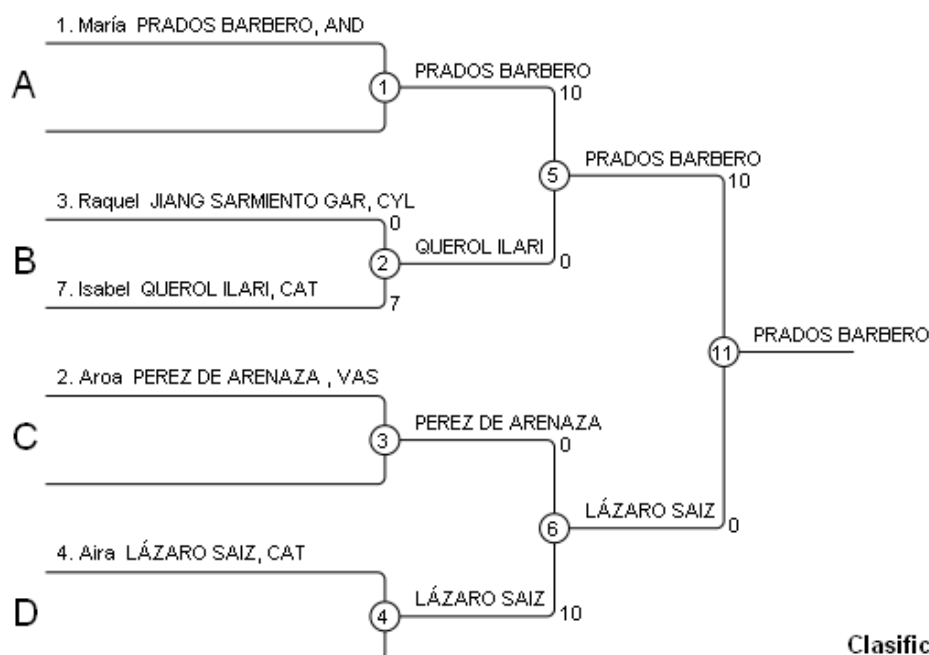 1. María PRADOS BARBERO, AND
A
1
PRADOS BARBERO
10
5
PRADOS BARBERO
10
3. Raquel JIANG SARMIENTO GAR, CYL
0
B
2
QUEROL ILARI
0
7. Isabel QUEROL ILARI, CAT
7
11
PRADOS BARBERO
2. Aroa PEREZ DE ARENAZA , VAS
C
3
PEREZ DE ARENAZA
0
6
LÁZARO SAIZ
0
4. Aira LÁZARO SAIZ, CAT
D
4
LÁZARO SAIZ
10
Clasific